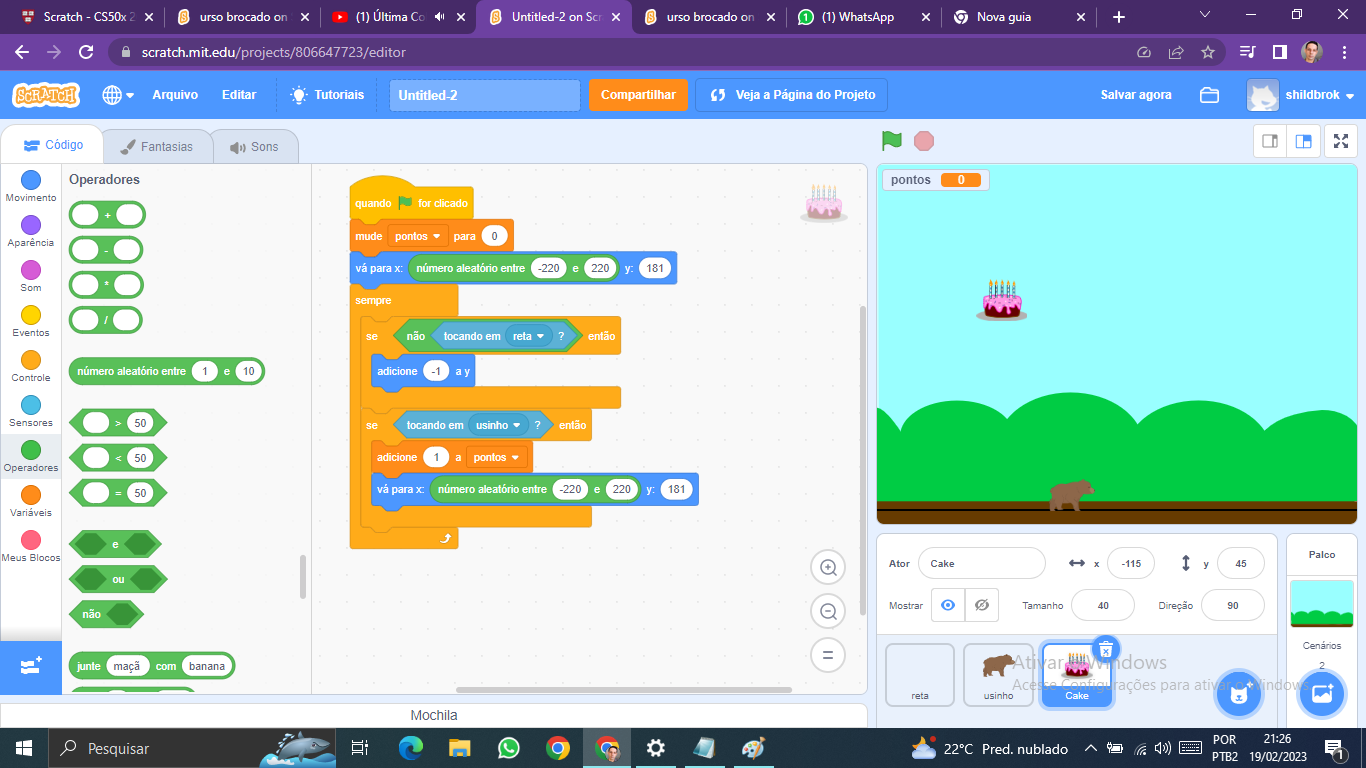 Scratch - CS50x 2
urso brocado on
(1) Última Co
Untitled-2 on Scr
urso brocado on
(1) WhatsApp
Nova guia
scratch.mit.edu/projects/806647723/editor
SCRATCH
Arquivo
Editar
Tutoriais
Untitled-2
Compartilhar
Veja a Página do Projeto
Salvar agora
shildbrok
Código
Fantasias
Sons
Movimento
Aparência
Som
Eventos
Controle
Sensores
Operadores
Variáveis
Meus Blocos
Operadores
+
-
*
/
número aleatório entre 1 e 10
> 50
< 50
= 50
e
ou
não
junte maçã com banana
quando for clicado
mude pontos para 0
vá para x: número aleatório entre -220 e 220 y: 181
sempre
se não tocando em reta ? então
adicione -1 a y
se tocando em usinho ? então
adicione 1 a pontos
vá para x: número aleatório entre -220 e 220 y: 181
Mochila
pontos 0
Ator Cake x -115 y 45
Mostrar Tamanho 40 Direção 90
reta
usinho
Cake
Palco
Cenários
2
Ativar o Windows
Acesse Configurações para ativar o Windows.
Pesquisar
22°C Pred. nublado
POR
PTB2
21:26
19/02/2023
1